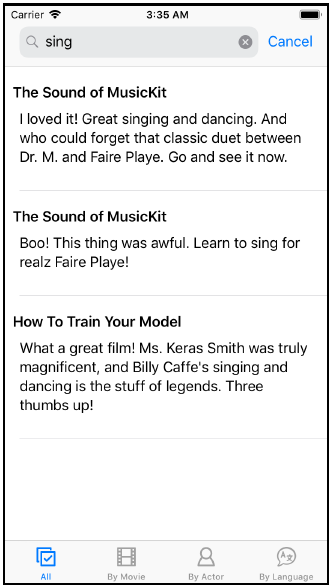 Carrier 3:35 AM
sing Cancel
The Sound of MusicKit
I loved it! Great singing and dancing. And
who could forget that classic duet between
Dr. M. and Faire Playe. Go and see it now.
The Sound of MusicKit
Boo! This thing was awful. Learn to sing for
realz Faire Playe!
How To Train Your Model
What a great film! Ms. Keras Smith was truly
magnificent, and Billy Caffe's singing and
dancing is the stuff of legends. Three
thumbs up!
All By Movie By Actor By Language